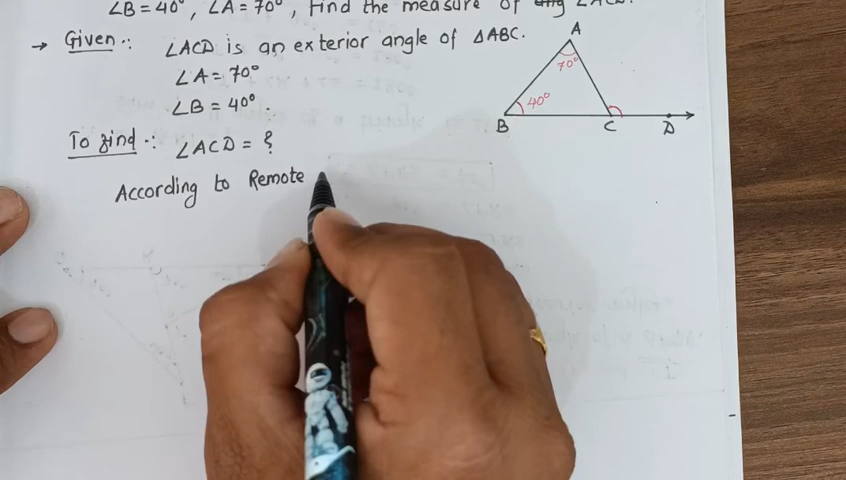 ∠B = 40°, ∠A = 70°, Find the measure of ∠ACD.
→ Given :. ∠ACD is an exterior angle of △ABC.
∠A = 70°
∠B = 40°.
To find :. ∠ACD = ?
According to Remote
A
70°
40°
B C D